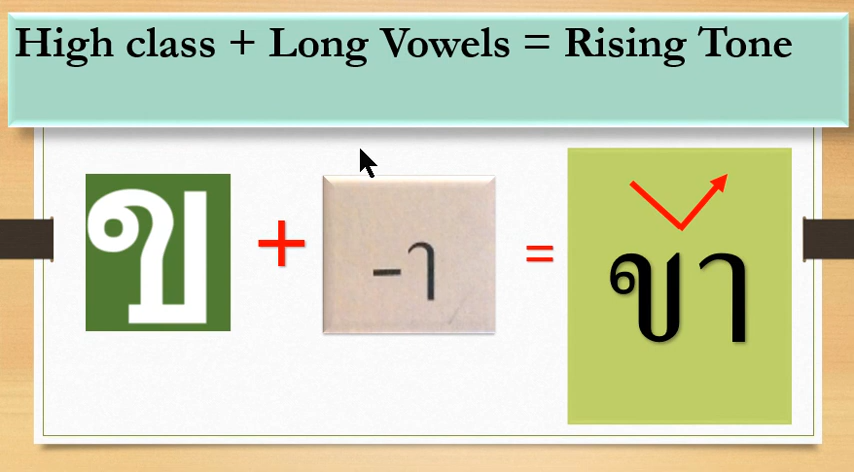 High class + Long Vowels = Rising Tone
ข + -า = ขา